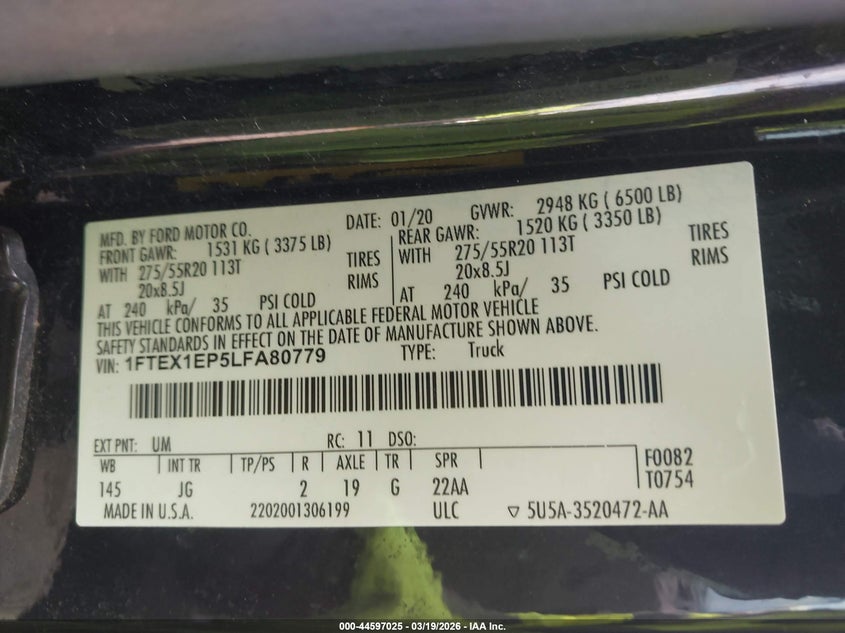 MFD. BY FORD MOTOR CO. DATE: 01/20 GVWR: 2948 KG ( 6500 LB)
FRONT GAWR: 1531 KG ( 3375 LB) REAR GAWR: 1520 KG ( 3350 LB)
WITH 275/55R20 113T TIRES WITH 275/55R20 113T TIRES
20x8.5J RIMS 20x8.5J RIMS
AT 240 kPa/ 35 PSI COLD AT 240 kPa/ 35 PSI COLD
THIS VEHICLE CONFORMS TO ALL APPLICABLE FEDERAL MOTOR VEHICLE
SAFETY STANDARDS IN EFFECT ON THE DATE OF MANUFACTURE SHOWN ABOVE.
VIN: 1FTEX1EP5LFA80779 TYPE: Truck
EXT PNT: UM RC: 11 DSO:
WB INT TR TP/PS R AXLE TR SPR F0082
145 JG 2 19 G 22AA T0754
MADE IN U.S.A. 2202001306199 ULC ▽ 5U5A-3520472-AA
000-44597025 - 03/19/2026 - IAA Inc.